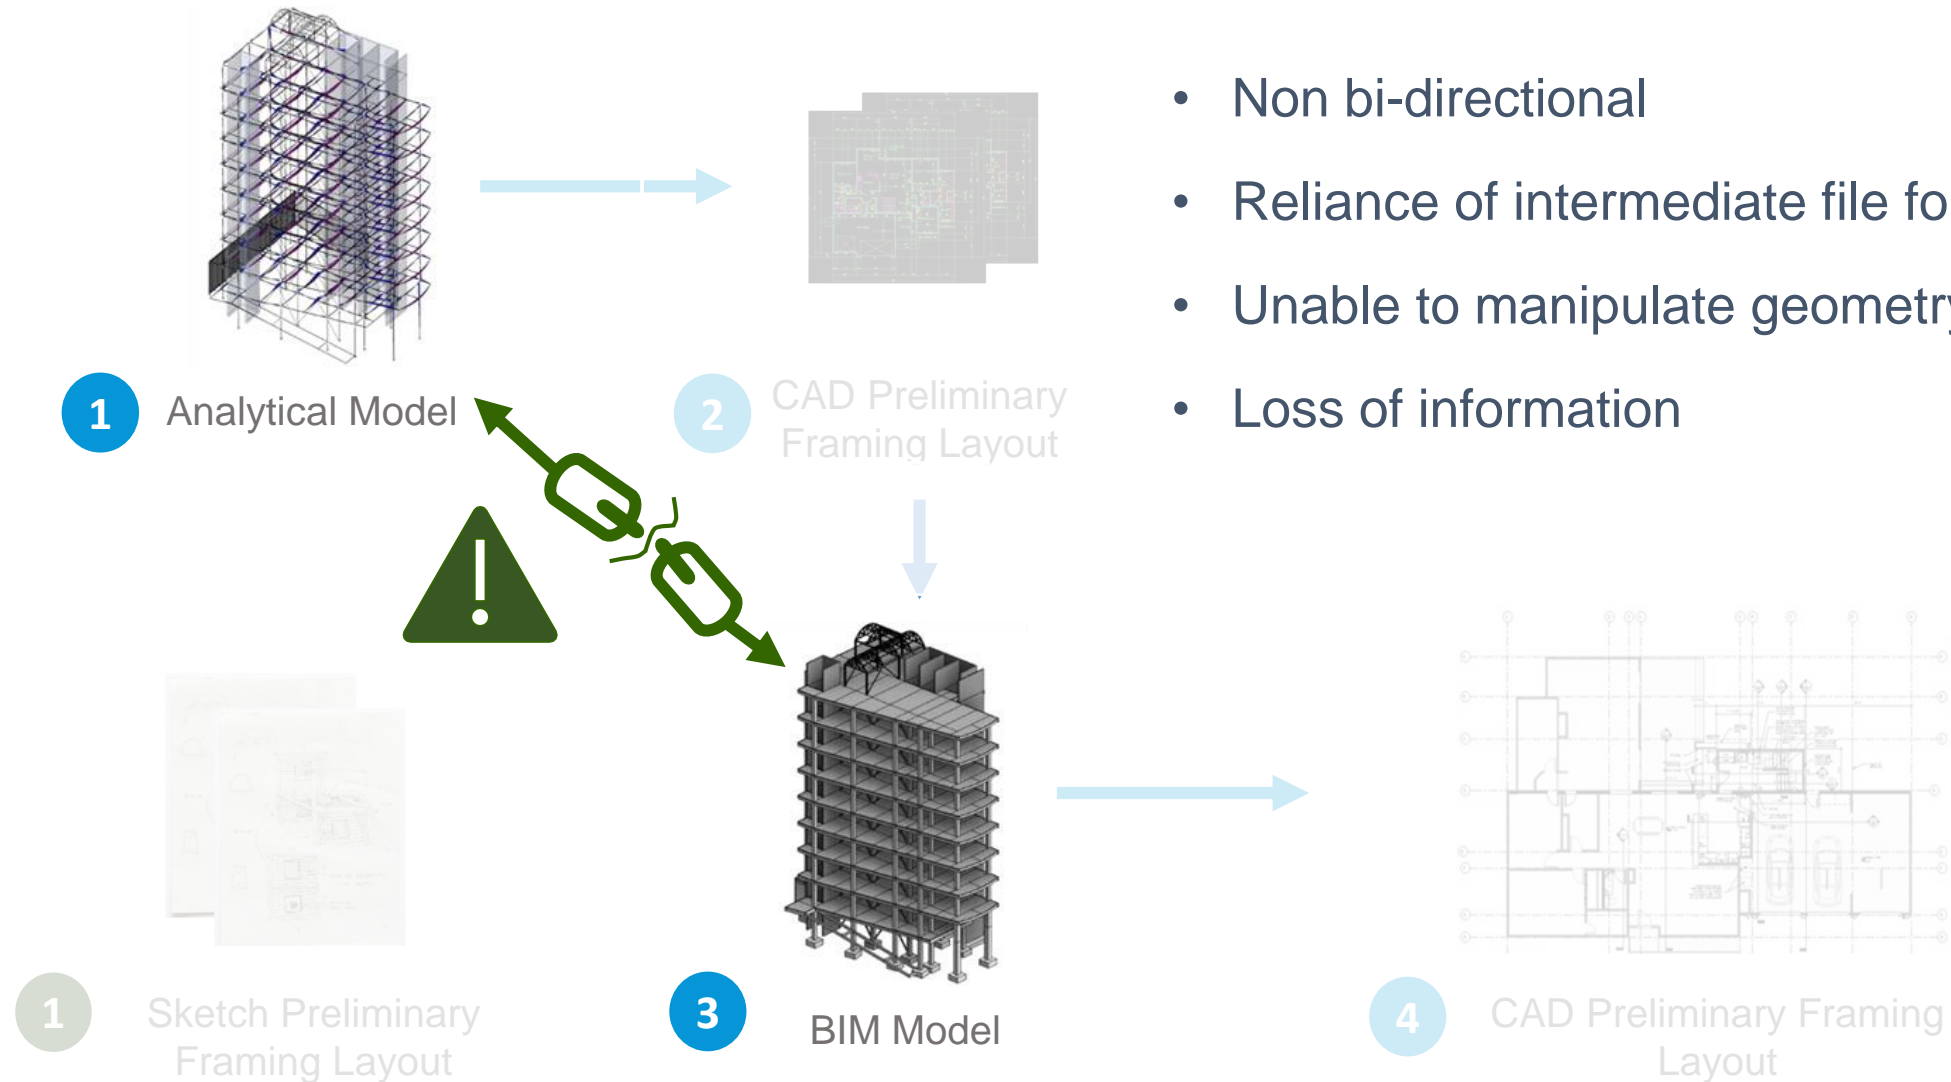 • Non bi-directional
• Reliance of intermediate file fo
• Unable to manipulate geometry
• Loss of information
1 Analytical Model
2 CAD Preliminary
Framing Layout
1 Sketch Preliminary
Framing Layout
3 BIM Model
4 CAD Preliminary Framing
Layout